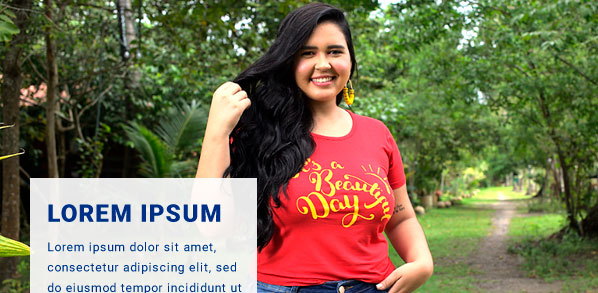 It's a
Beautiful
Day
LOREM IPSUM
Lorem ipsum dolor sit amet,
consectetur adipiscing elit, sed
do eiusmod tempor incididunt ut